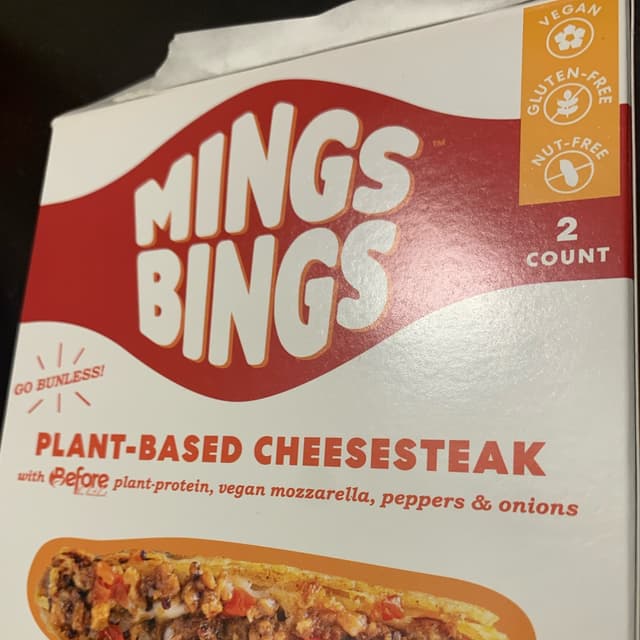 VEGAN
GLUTEN-FREE
NUT-FREE
2
COUNT
MINGS
BINGS
TM
GO BUNLESS!
PLANT-BASED CHEESESTEAK
with Before plant-protein, vegan mozzarella, peppers & onions